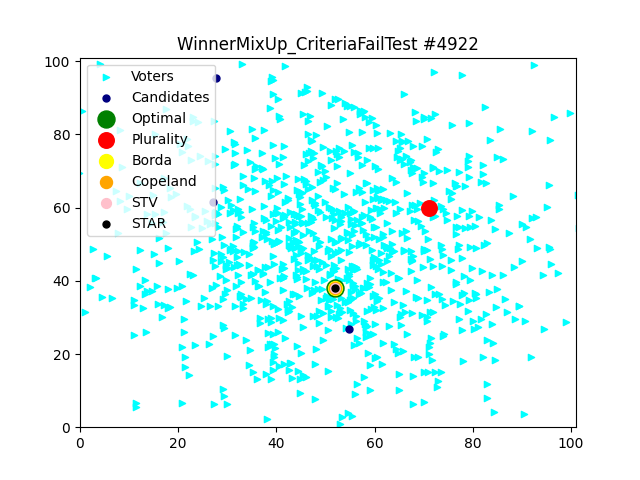 WinnerMixUp_CriteriaFailTest #4922
100
80
60
40
20
0
Voters
Candidates
Optimal
Plurality
Borda
Copeland
STV
STAR
0 20 40 60 80 100